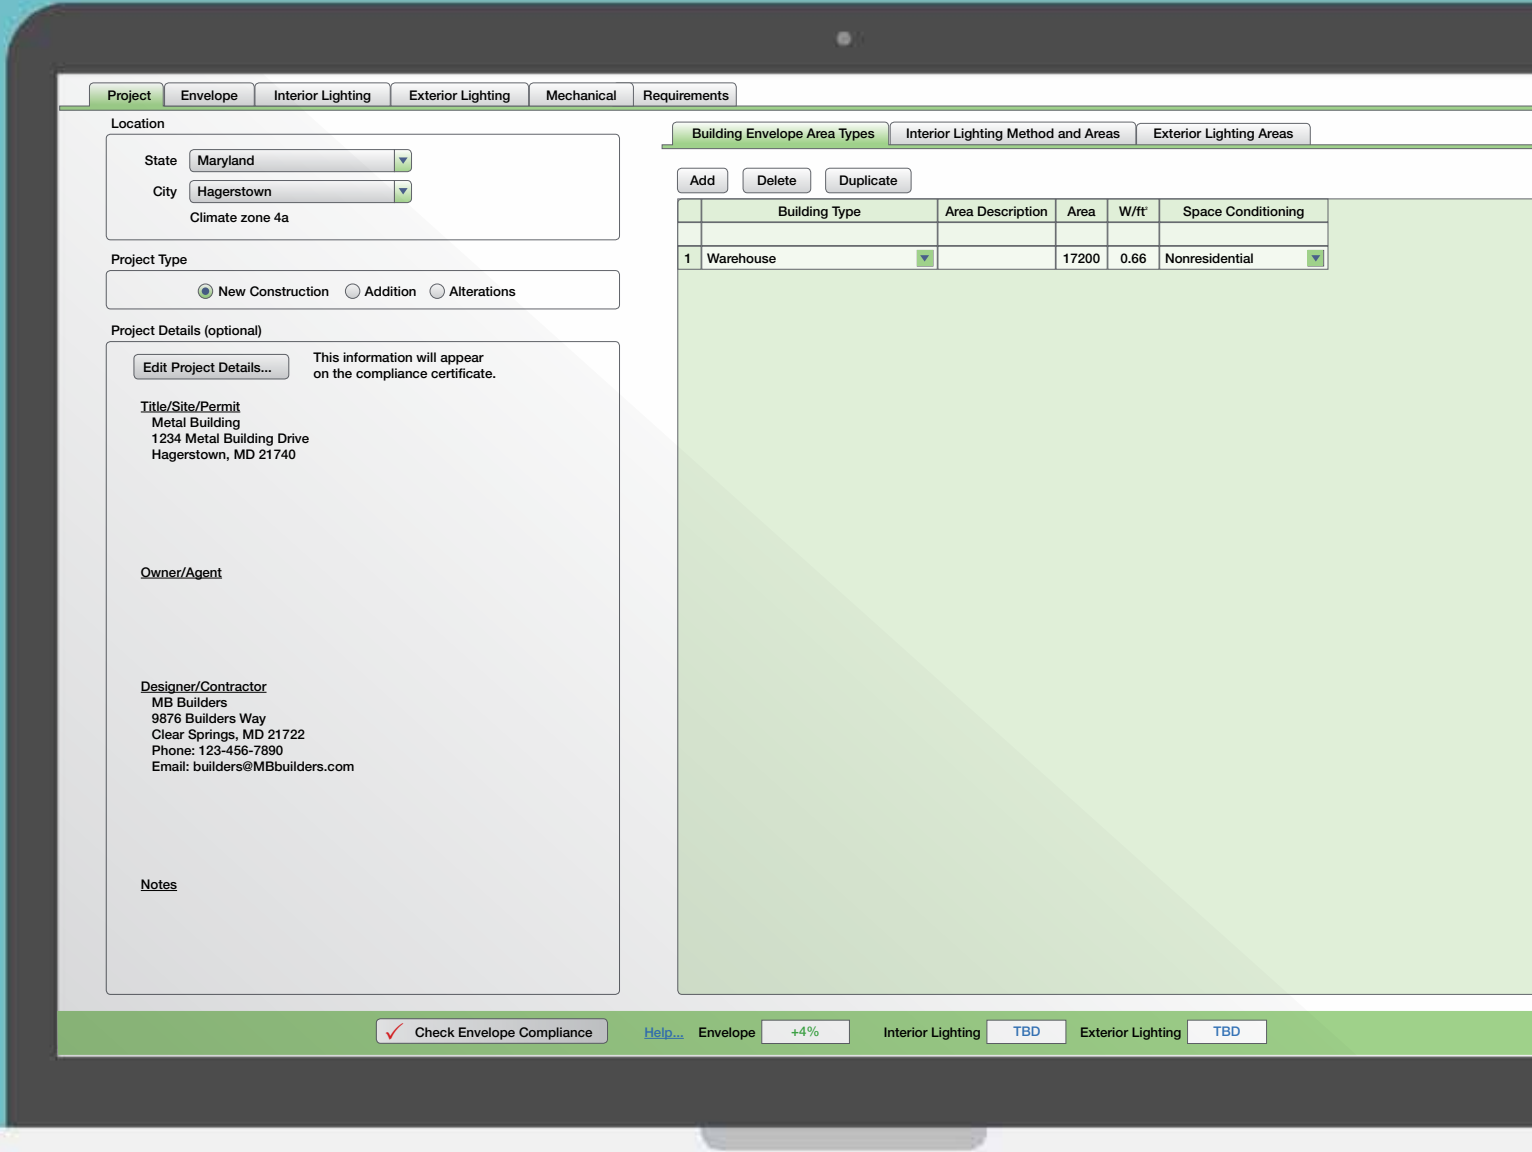 Project Envelope Interior Lighting Exterior Lighting Mechanical Requirements
Location
State Maryland
City Hagerstown
Climate zone 4a
Project Type
New Construction Addition Alterations
Project Details (optional)
Edit Project Details...
This information will appear
on the compliance certificate.
Title/Site/Permit
Metal Building
1234 Metal Building Drive
Hagerstown, MD 21740
Owner/Agent
Designer/Contractor
MB Builders
9876 Builders Way
Clear Springs, MD 21722
Phone: 123-456-7890
Email: builders@MBbuilders.com
Notes
Building Envelope Area Types Interior Lighting Method and Areas Exterior Lighting Areas
Add Delete Duplicate
Building Type Area Description Area W/ft² Space Conditioning
1 Warehouse 17200 0.66 Nonresidential
Check Envelope Compliance Help... Envelope +4% Interior Lighting TBD Exterior Lighting TBD